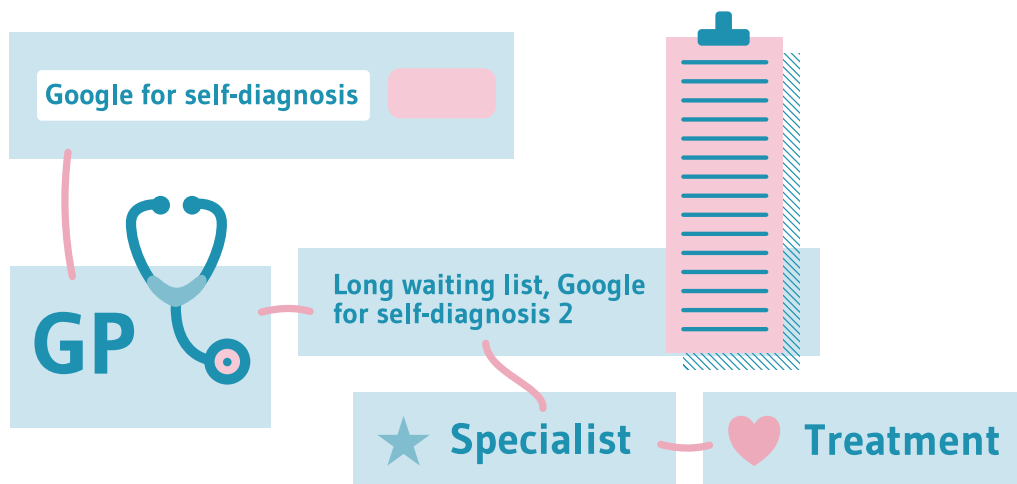 Google for self-diagnosis
GP
Long waiting list, Google
for self-diagnosis 2
Specialist
Treatment